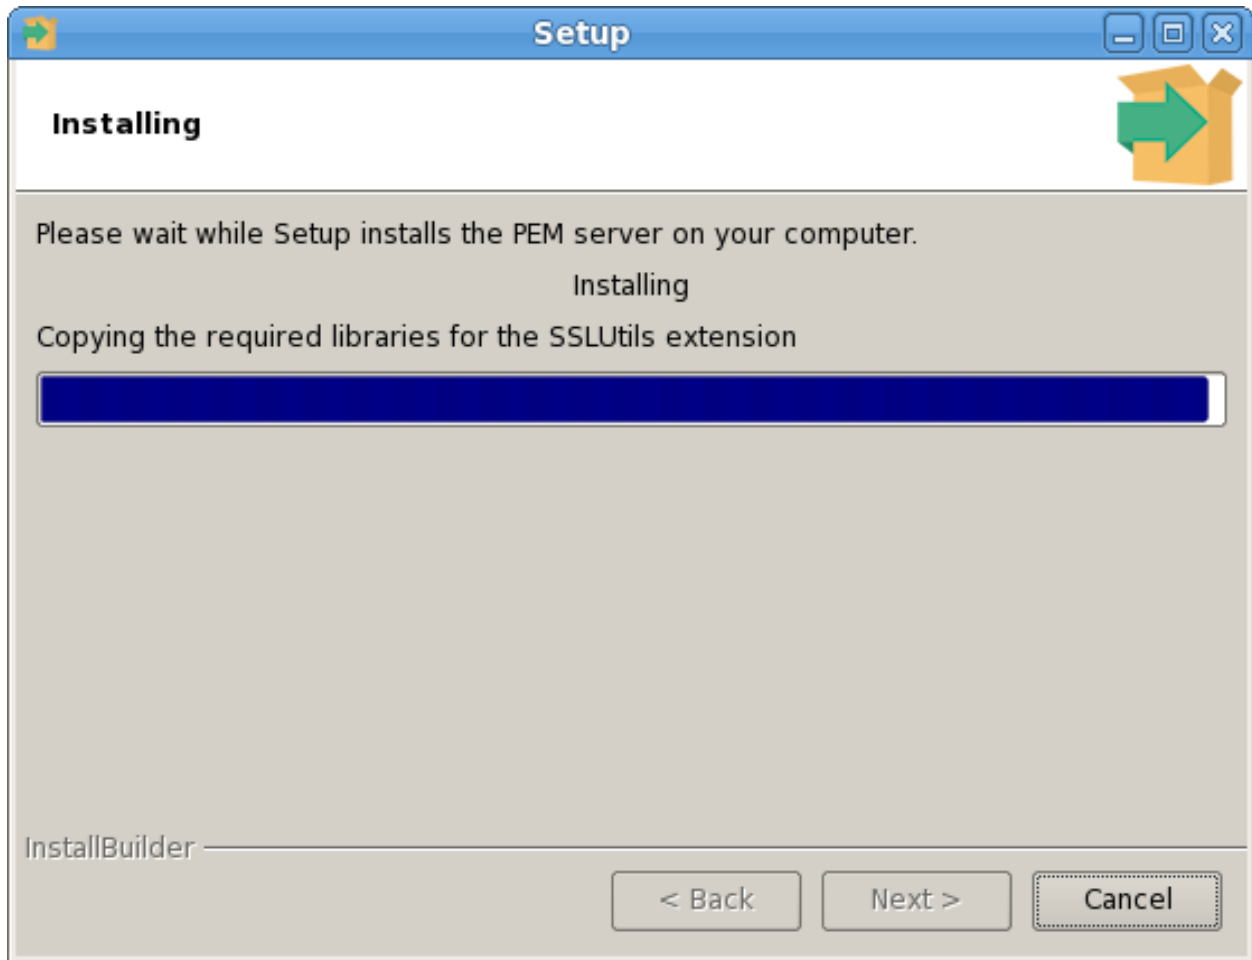 Setup
Installing
Please wait while Setup installs the PEM server on your computer.
Installing
Copying the required libraries for the SSLUtils extension
InstallBuilder
< Back
Next >
Cancel